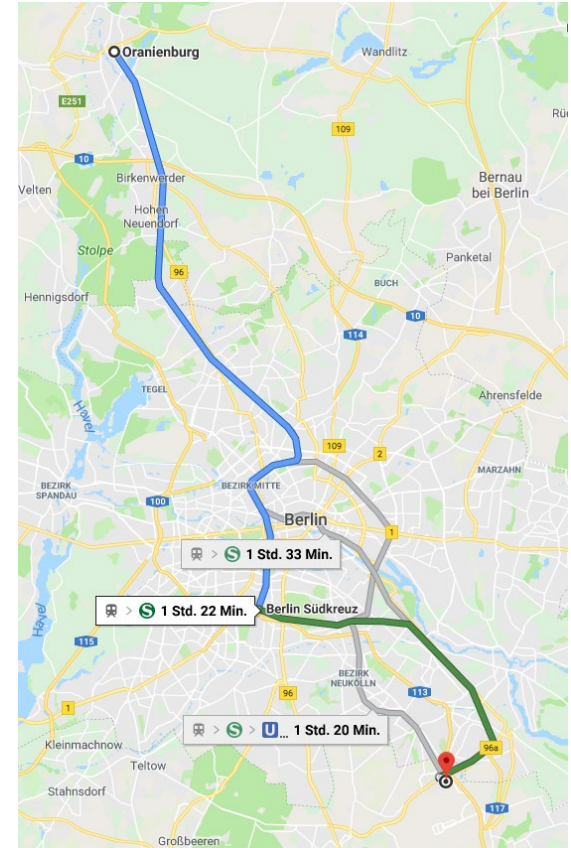 Oranienburg
Wandlitz
E251
Rü
109
10
Birkenwerder
Bernau
bei Berlin
Velten
Hohen
Neuendorf
Stolpe
Panketal
96
BUCH
Hennigsdorf
10
114
TEGEL
Ahrensfelde
Havel
109
2
MARZAHN
BEZIRK
SPANDAU
BEZIRK MITTE
100
Berlin
1
S 1 Std. 33 Min.
S 1 Std. 22 Min.
Berlin Südkreuz
Havel
115
BEZIRK
NEUKÖLLN
96
113
1
S > U... 1 Std. 20 Min.
96a
Kleinmachnow
Teltow
Stahnsdorf
117
Großbeeren